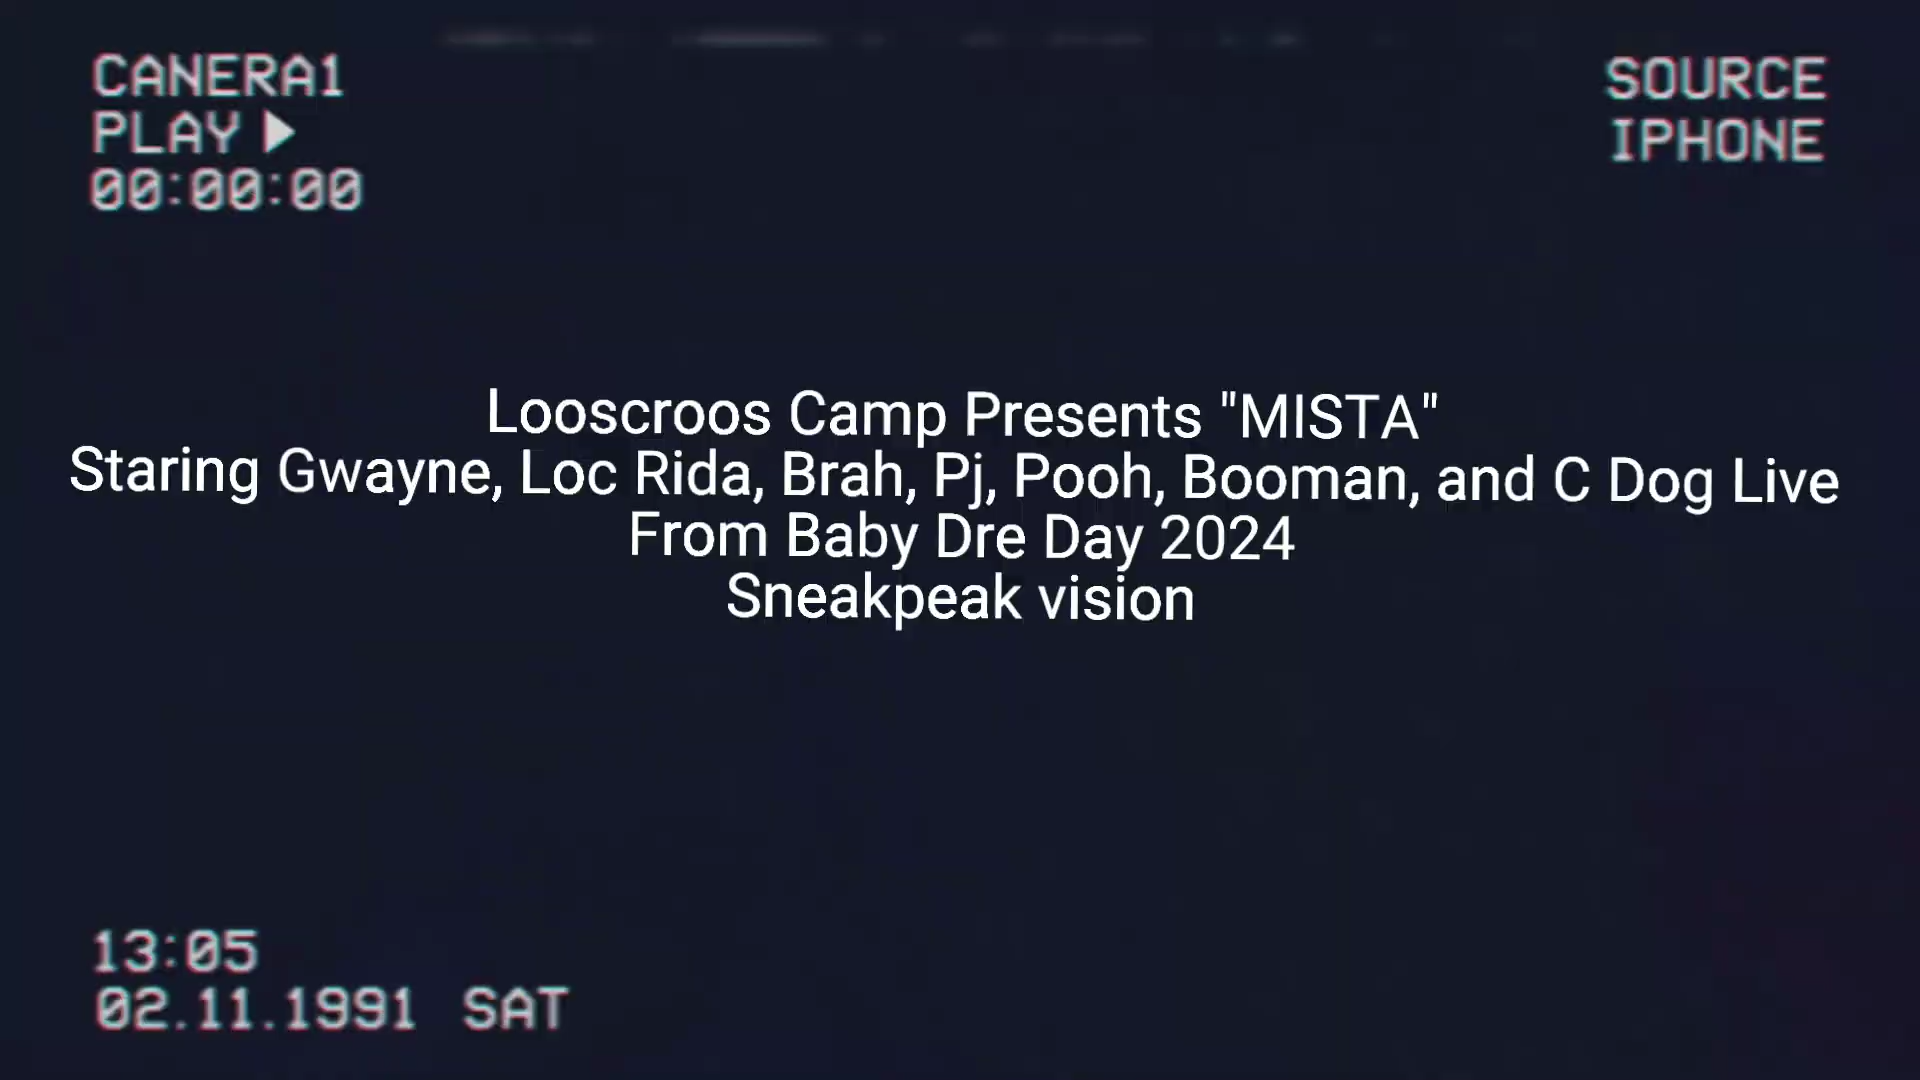 CANERA1
PLAY
00:00:00
SOURCE
IPHONE
Looscroos Camp Presents "MISTA"
Staring Gwayne, Loc Rida, Brah, Pj, Pooh, Booman, and C Dog Live
From Baby Dre Day 2024
Sneakpeak vision
13:05
02.11.1991 SAT